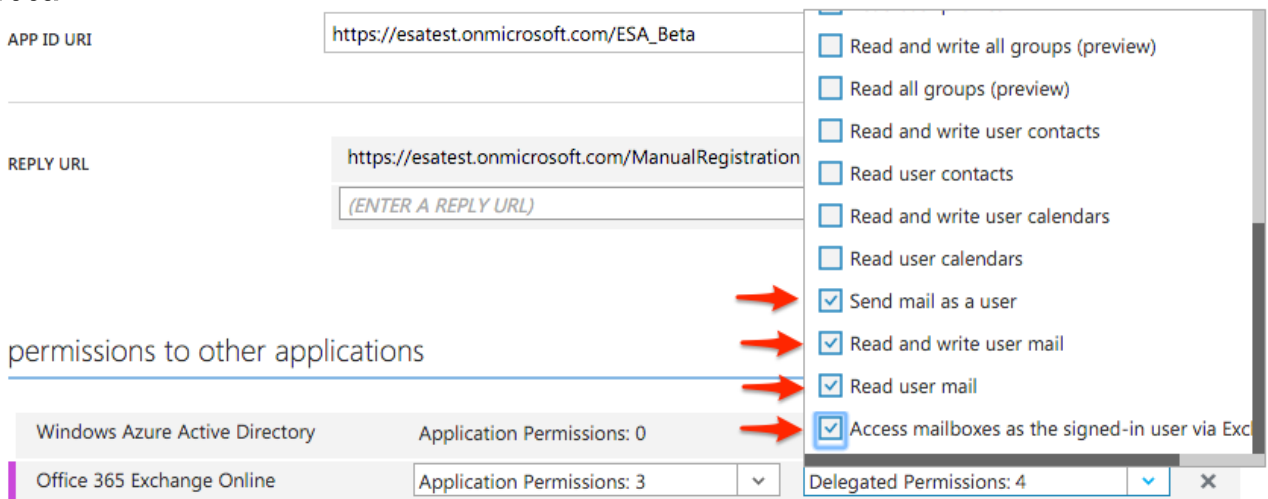 APP ID URI
https://esatest.onmicrosoft.com/ESA_Beta
REPLY URL
https://esatest.onmicrosoft.com/ManualRegistration
(ENTER A REPLY URL)
Read and write all groups (preview)
Read all groups (preview)
Read and write user contacts
Read user contacts
Read and write user calendars
Read user calendars
Send mail as a user
Read and write user mail
Read user mail
Access mailboxes as the signed-in user via Exc
permissions to other applications
Windows Azure Active Directory
Application Permissions: 0
Office 365 Exchange Online
Application Permissions: 3
Delegated Permissions: 4